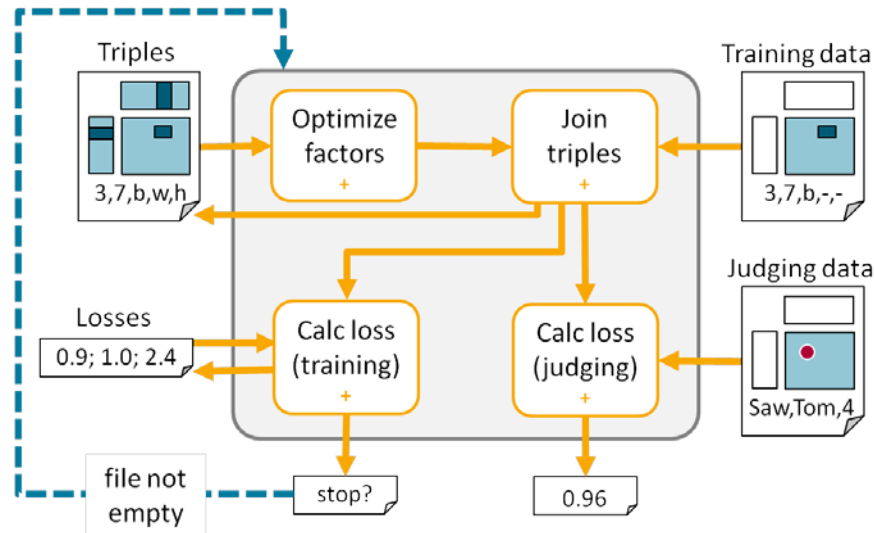 Triples
Training data
Optimize
factors
+
Join
triples
+
3,7,b,w,h
3,7,b,-,-
Judging data
Losses
0.9; 1.0; 2.4
Calc loss
(training)
+
Calc loss
(judging)
+
Saw,Tom,4
file not
empty
stop?
0.96